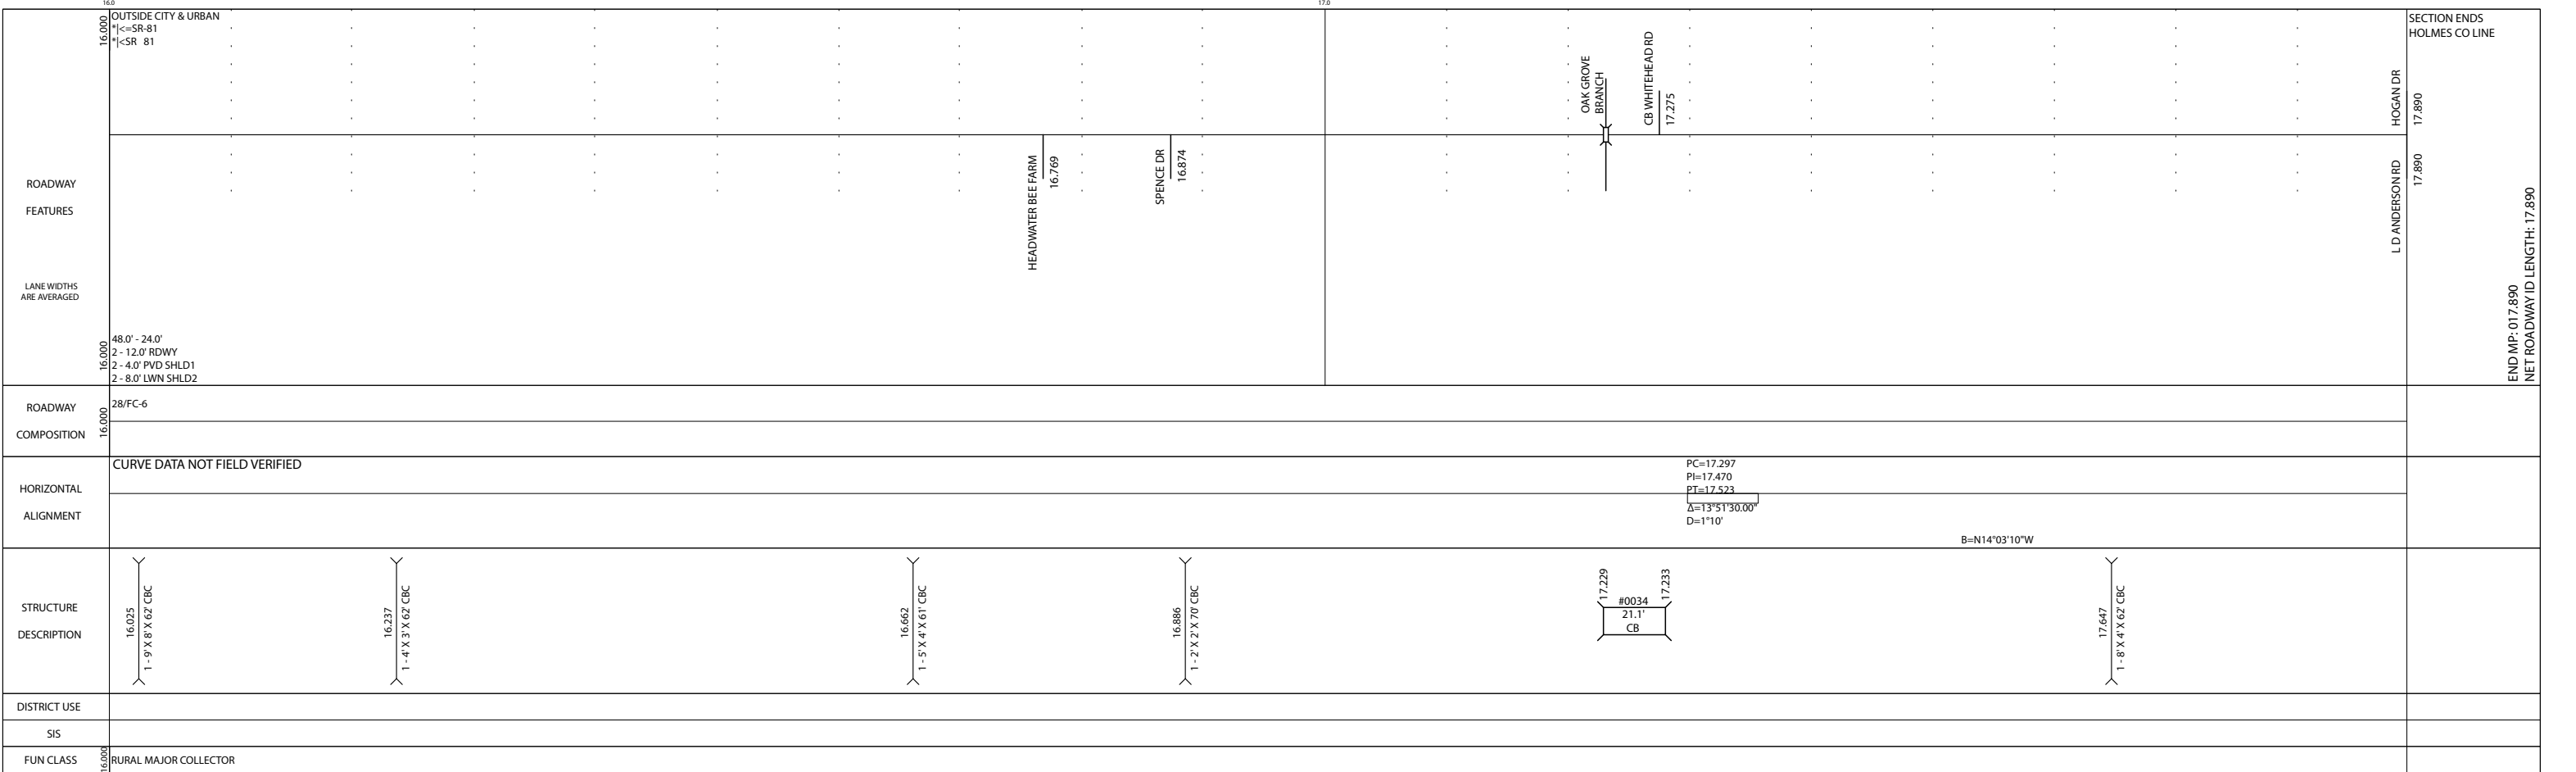 16.0
17.0
16.000
OUTSIDE CITY & URBAN
*|<=SR-81
*|<SR 81
SECTION ENDS
HOLMES CO LINE
OAK GROVE
BRANCH
CB WHITEHEAD RD
17.275
HOGAN DR
17.890
ROADWAY
FEATURES
HEADWATER BEE FARM
16.769
SPENCE DR
16.874
L D ANDERSON RD
17.890
LANE WIDTHS
ARE AVERAGED
END MP: 017.890
NET ROADWAY ID LENGTH: 17.890
16.000
48.0' - 24.0'
2 - 12.0' RDWY
2 - 4.0' PVD SHLD1
2 - 8.0' LWN SHLD2
ROADWAY
COMPOSITION
16.000
28/FC-6
HORIZONTAL
ALIGNMENT
CURVE DATA NOT FIELD VERIFIED
PC=17.297
PI=17.470
PT=17.523
Δ=13°51'30.00"
D=1°10'
B=N14°03'10"W
STRUCTURE
DESCRIPTION
16.025
1 - 9' X 8' X 62' CBC
16.237
1 - 4' X 3' X 62' CBC
16.662
1 - 5' X 4' X 61' CBC
16.886
1 - 2' X 2' X 70' CBC
17.229
17.233
#0034
21.1'
CB
17.647
1 - 8' X 4' X 62' CBC
DISTRICT USE
SIS
FUN CLASS
16.000
RURAL MAJOR COLLECTOR